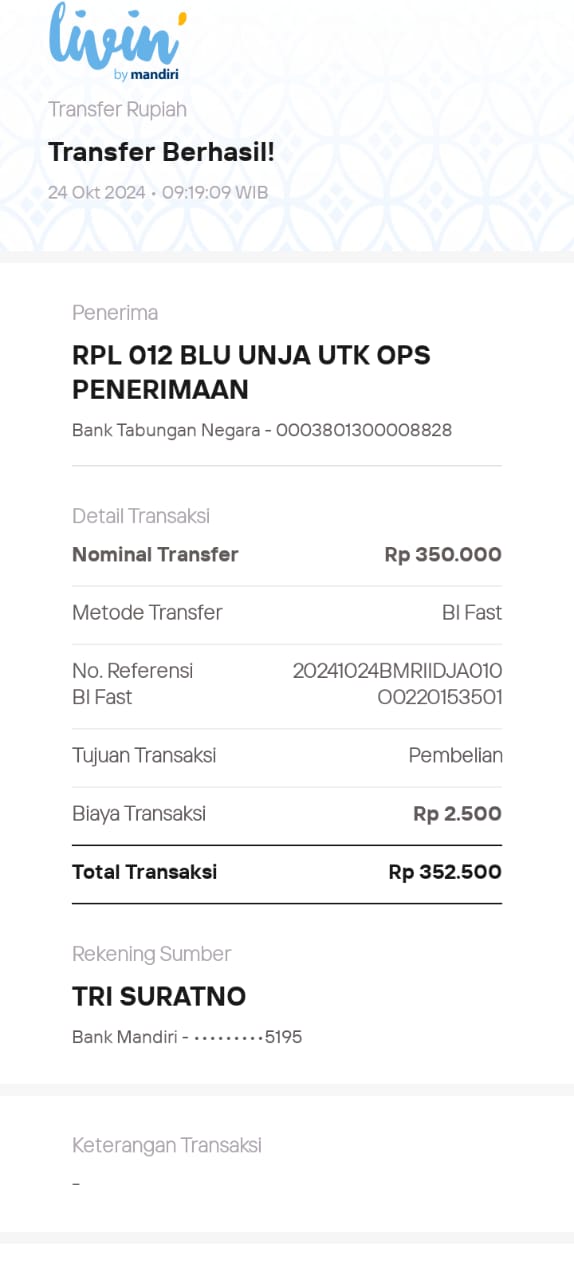 livin'
by mandiri
Transfer Rupiah
Transfer Berhasil!
24 Okt 2024 • 09:19:09 WIB
Penerima
RPL 012 BLU UNJA UTK OPS
PENERIMAAN
Bank Tabungan Negara - 0003801300008828
Detail Transaksi
Nominal Transfer Rp 350.000
Metode Transfer BI Fast
No. Referensi 20241024BMRIIDJA010
BI Fast O0220153501
Tujuan Transaksi Pembelian
Biaya Transaksi Rp 2.500
Total Transaksi Rp 352.500
Rekening Sumber
TRI SURATNO
Bank Mandiri - •••••••••5195
Keterangan Transaksi
-